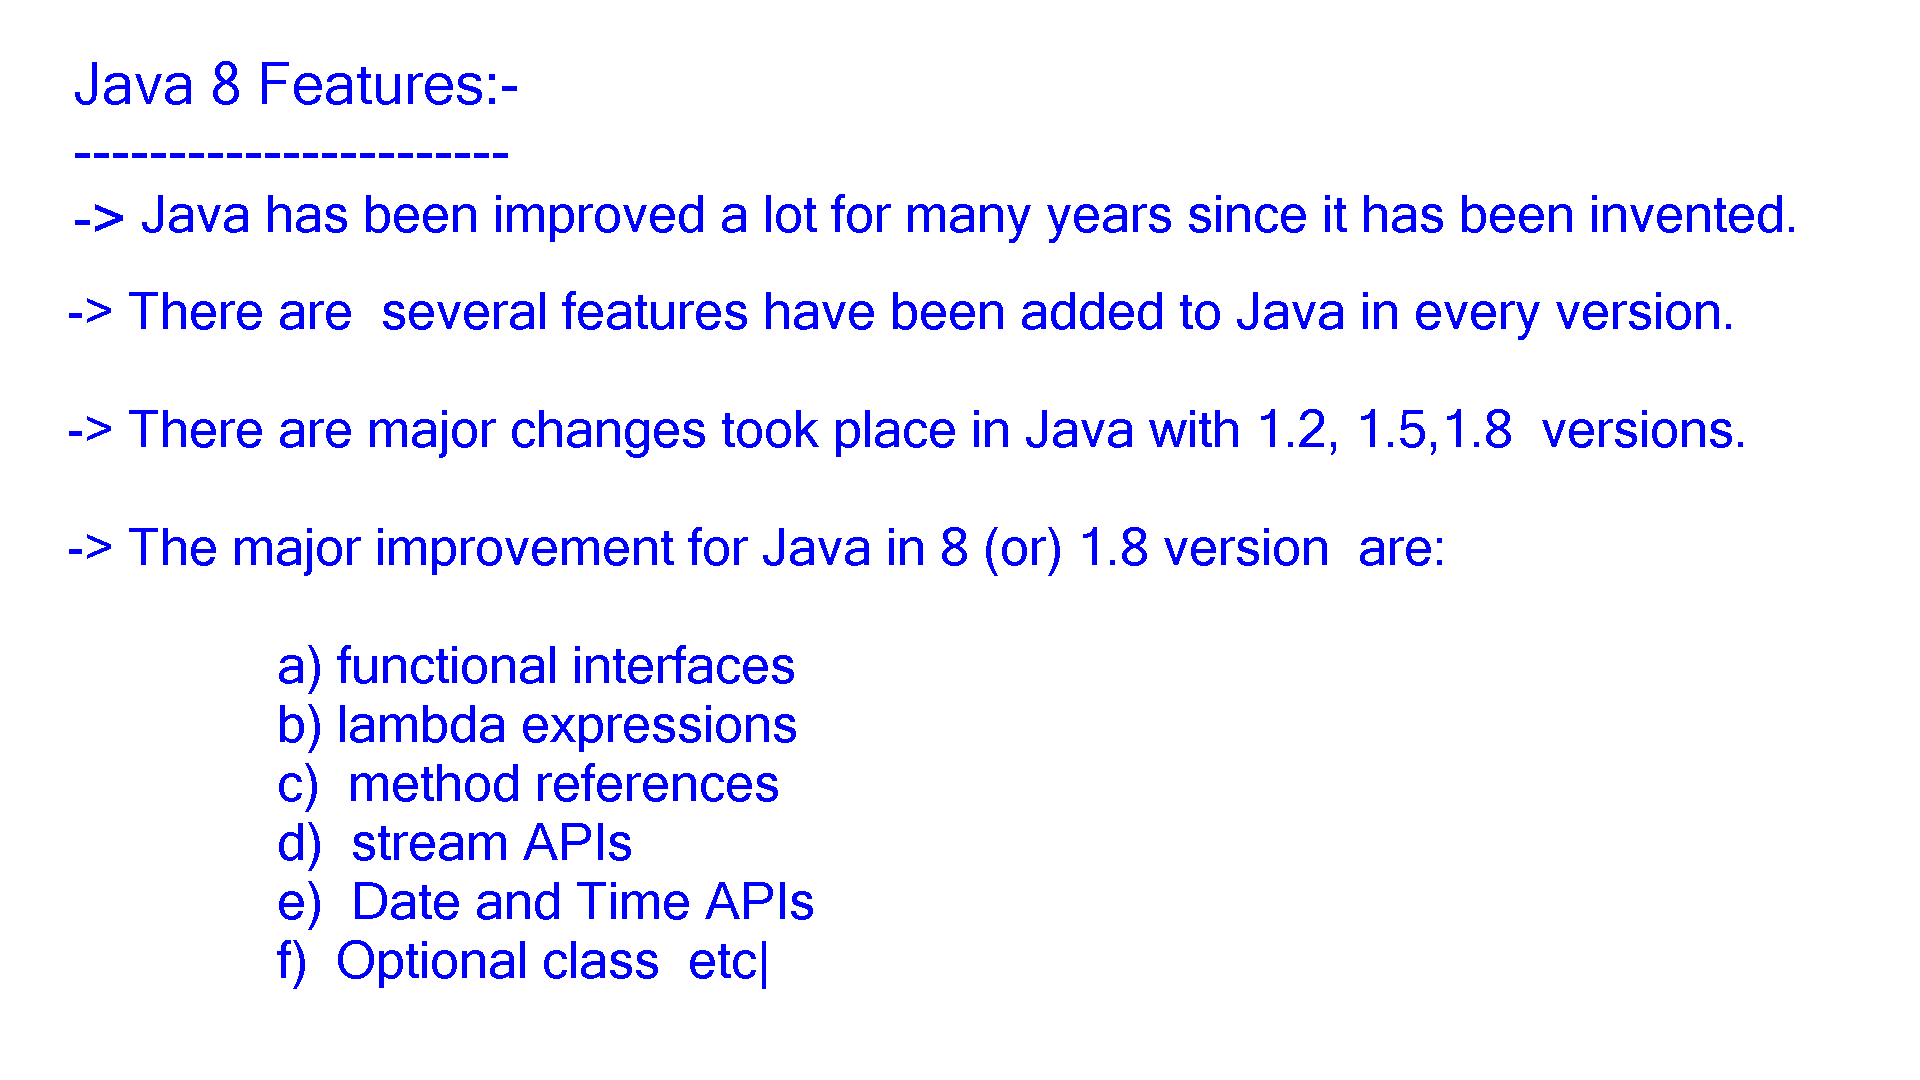 Java 8 Features:-
-----------------------
-> Java has been improved a lot for many years since it has been invented.
-> There are  several features have been added to Java in every version.
-> There are major changes took place in Java with 1.2, 1.5,1.8  versions.
-> The major improvement for Java in 8 (or) 1.8 version  are:
a) functional interfaces
b) lambda expressions
c)  method references
d)  stream APIs
e)  Date and Time APIs
f)  Optional class  etc